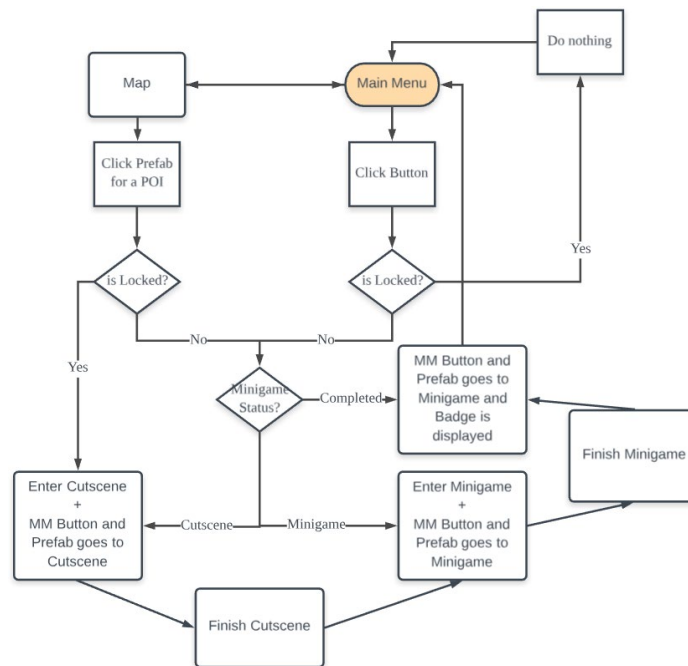 Do nothing
Map
Main Menu
Click Prefab
for a POI
Click Button
Yes
is Locked?
is Locked?
No
No
Yes
MM Button and
Prefab goes to
Minigame and
Badge is
displayed
Minigame
Status?
Completed
Finish Minigame
Enter Cutscene
+
MM Button and
Prefab goes to
Cutscene
Cutscene
Minigame
Enter Minigame
+
MM Button and
Prefab goes to
Minigame
Finish Cutscene